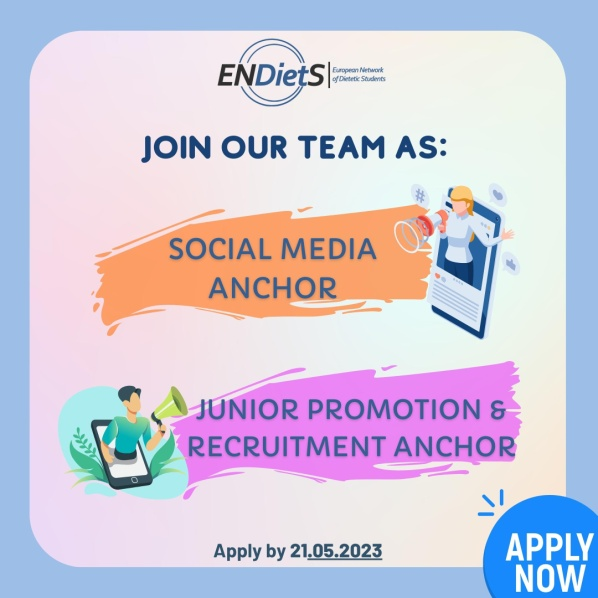 ENDietS
European Network
of Dietetic Students
JOIN OUR TEAM AS:
SOCIAL MEDIA
ANCHOR
JUNIOR PROMOTION &
RECRUITMENT ANCHOR
Apply by 21.05.2023
APPLY
NOW